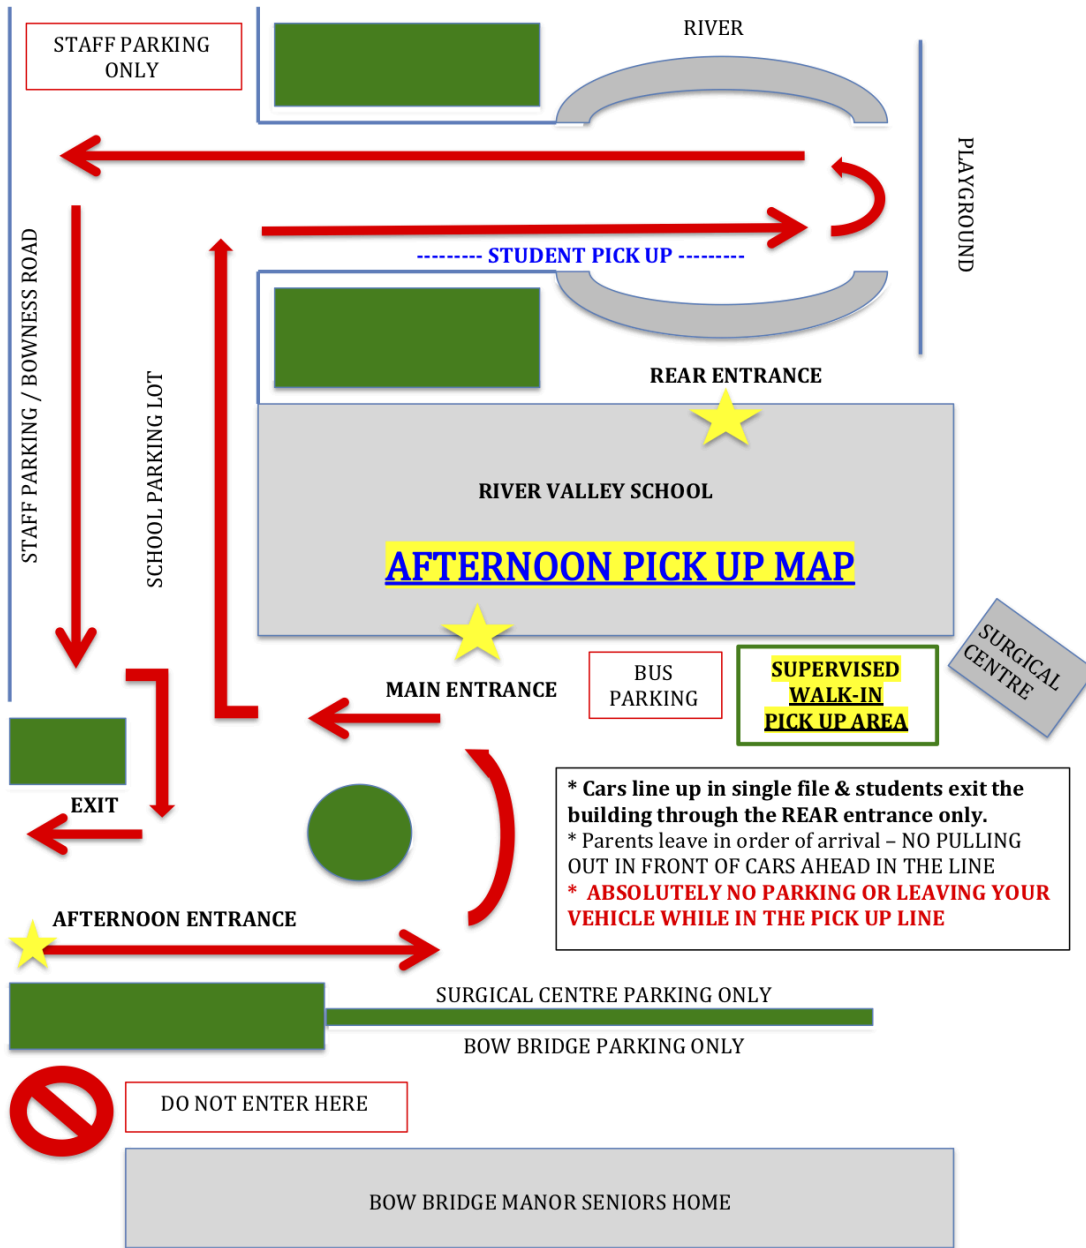 STAFF PARKING
ONLY
RIVER
PLAYGROUND
--------- STUDENT PICK UP ---------
STAFF PARKING / BOWNESS ROAD
SCHOOL PARKING LOT
REAR ENTRANCE
RIVER VALLEY SCHOOL
AFTERNOON PICK UP MAP
MAIN ENTRANCE
BUS
PARKING
SUPERVISED
WALK-IN
PICK UP AREA
SURGICAL
CENTRE
* Cars line up in single file & students exit the
building through the REAR entrance only.
* Parents leave in order of arrival – NO PULLING
OUT IN FRONT OF CARS AHEAD IN THE LINE
* ABSOLUTELY NO PARKING OR LEAVING YOUR
VEHICLE WHILE IN THE PICK UP LINE
EXIT
AFTERNOON ENTRANCE
SURGICAL CENTRE PARKING ONLY
BOW BRIDGE PARKING ONLY
DO NOT ENTER HERE
BOW BRIDGE MANOR SENIORS HOME